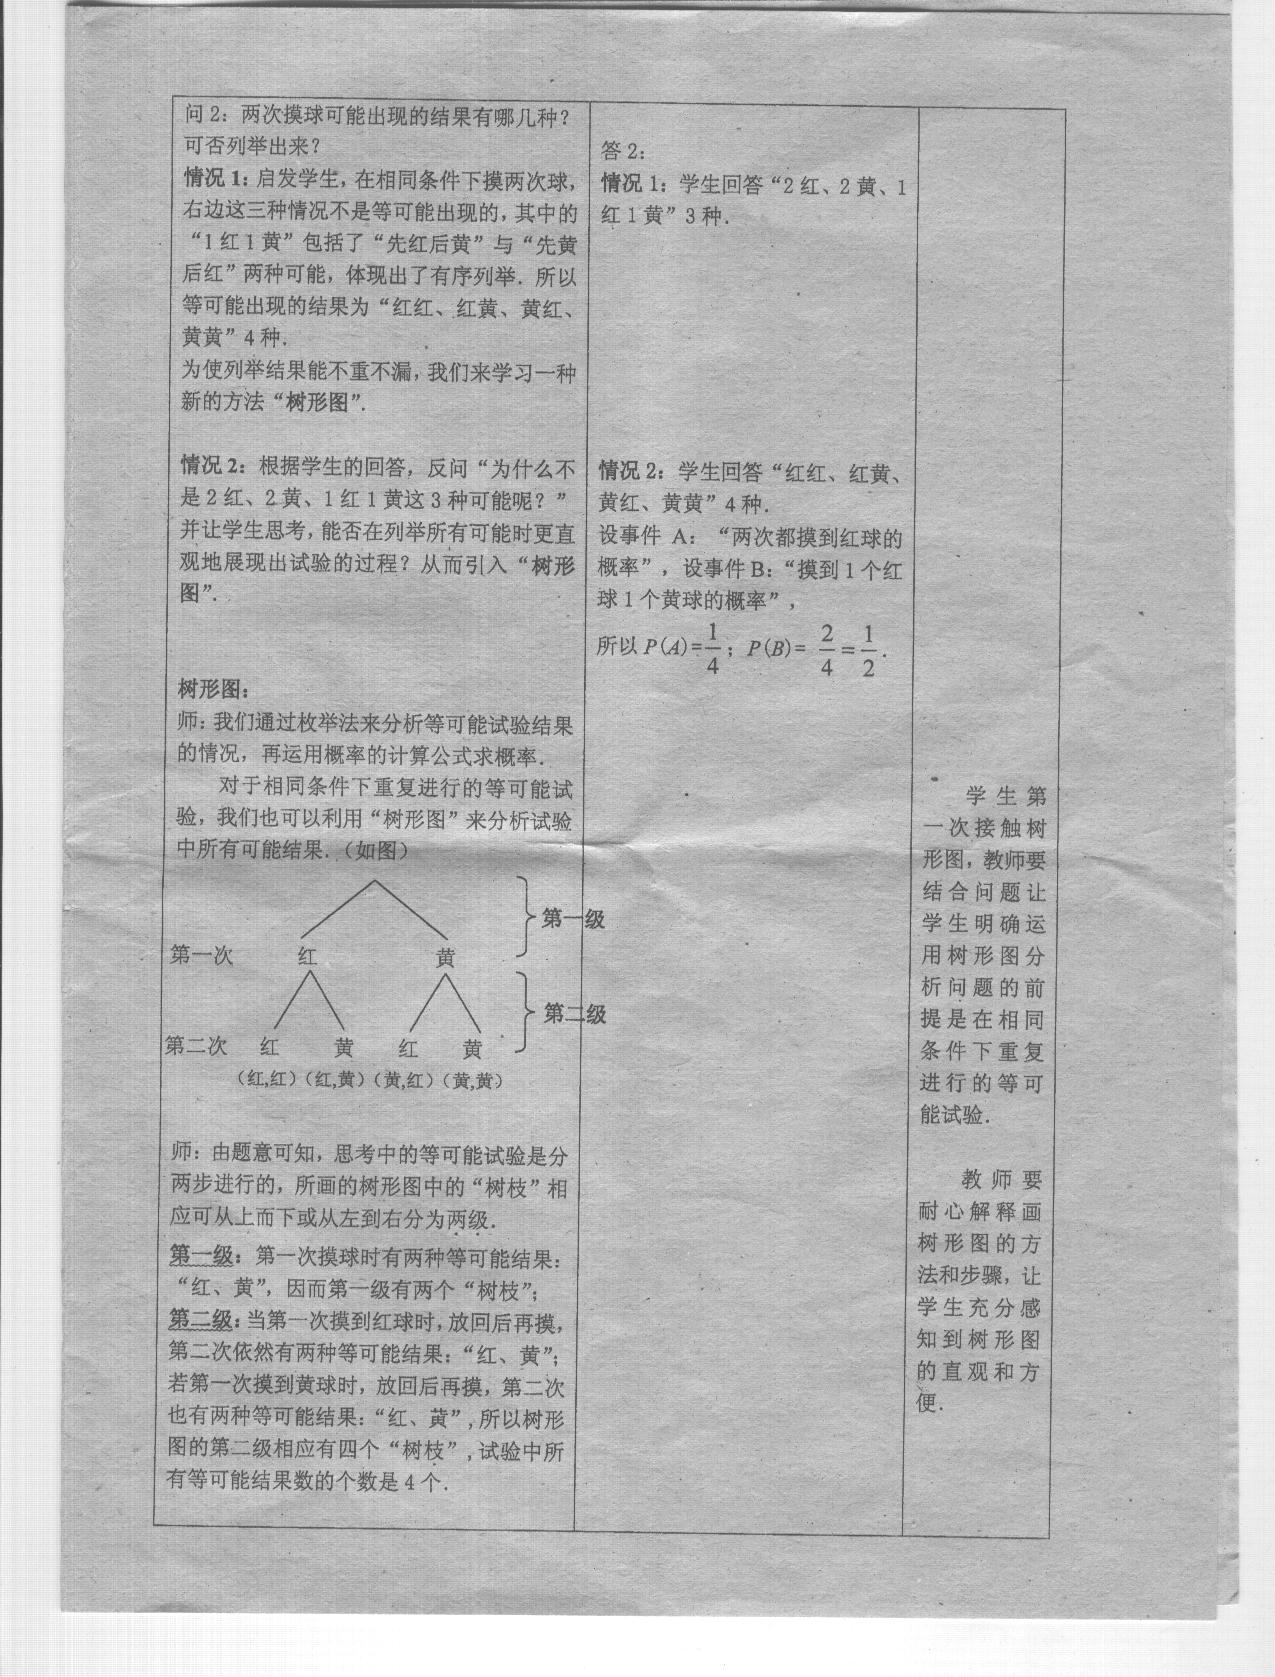 问2：两次摸球可能出现的结果有哪几种？
可否列举出来？
情况1：启发学生，在相同条件下摸两次球，
右边这三种情况不是等可能出现的，其中的
“1红1黄”包括了“先红后黄”与“先黄
后红”两种可能，体现出了有序列举．所以
等可能出现的结果为“红红、红黄、黄红、
黄黄”4种．
为使列举结果能不重不漏，我们来学习一种
新的方法“树形图”．
情况2：根据学生的回答，反问“为什么不
是2红、2黄、1红1黄这3种可能呢？”
并让学生思考，能否在列举所有可能时更直
观地展现出试验的过程？从而引入“树形
图”．
树形图：
师：我们通过枚举法来分析等可能试验结果
的情况，再运用概率的计算公式求概率．
对于相同条件下重复进行的等可能试
验，我们也可以利用“树形图”来分析试验
中所有可能结果．（如图）
第一级
第一次 红 黄
第二级
第二次 红 黄 红 黄
（红,红）（红,黄）（黄,红）（黄,黄）
师：由题意可知，思考中的等可能试验是分
两步进行的，所画的树形图中的“树枝”相
应可从上而下或从左到右分为两级．
第一级：第一次摸球时有两种等可能结果：
“红、黄”，因而第一级有两个“树枝”；
第二级：当第一次摸到红球时，放回后再摸，
第二次依然有两种等可能结果：“红、黄”；
若第一次摸到黄球时，放回后再摸，第二次
也有两种等可能结果：“红、黄”，所以树形
图的第二级相应有四个“树枝”，试验中所
有等可能结果数的个数是4个．
答2：
情况1：学生回答“2红、2黄、1
红1黄”3种．
情况2：学生回答“红红、红黄、
黄红、黄黄”4种．
设事件 A：“两次都摸到红球的
概率”，设事件B：“摸到1个红
球1个黄球的概率”，
所以 P(A)=1/4；P(B)= 2/4=1/2．
学生第
一次接触树
形图，教师要
结合问题让
学生明确运
用树形图分
析问题的前
提是在相同
条件下重复
进行的等可
能试验．
教师要
耐心解释画
树形图的方
法和步骤，让
学生充分感
知到树形图
的直观和方
便．